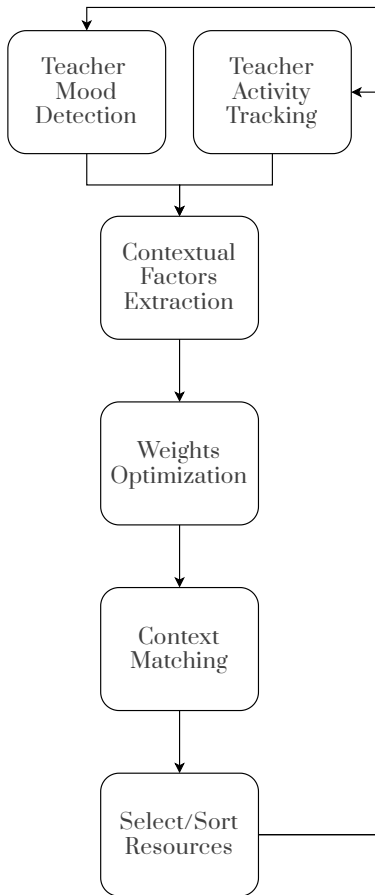 Teacher
Mood
Detection
Teacher
Activity
Tracking
Contextual
Factors
Extraction
Weights
Optimization
Context
Matching
Select/Sort
Resources